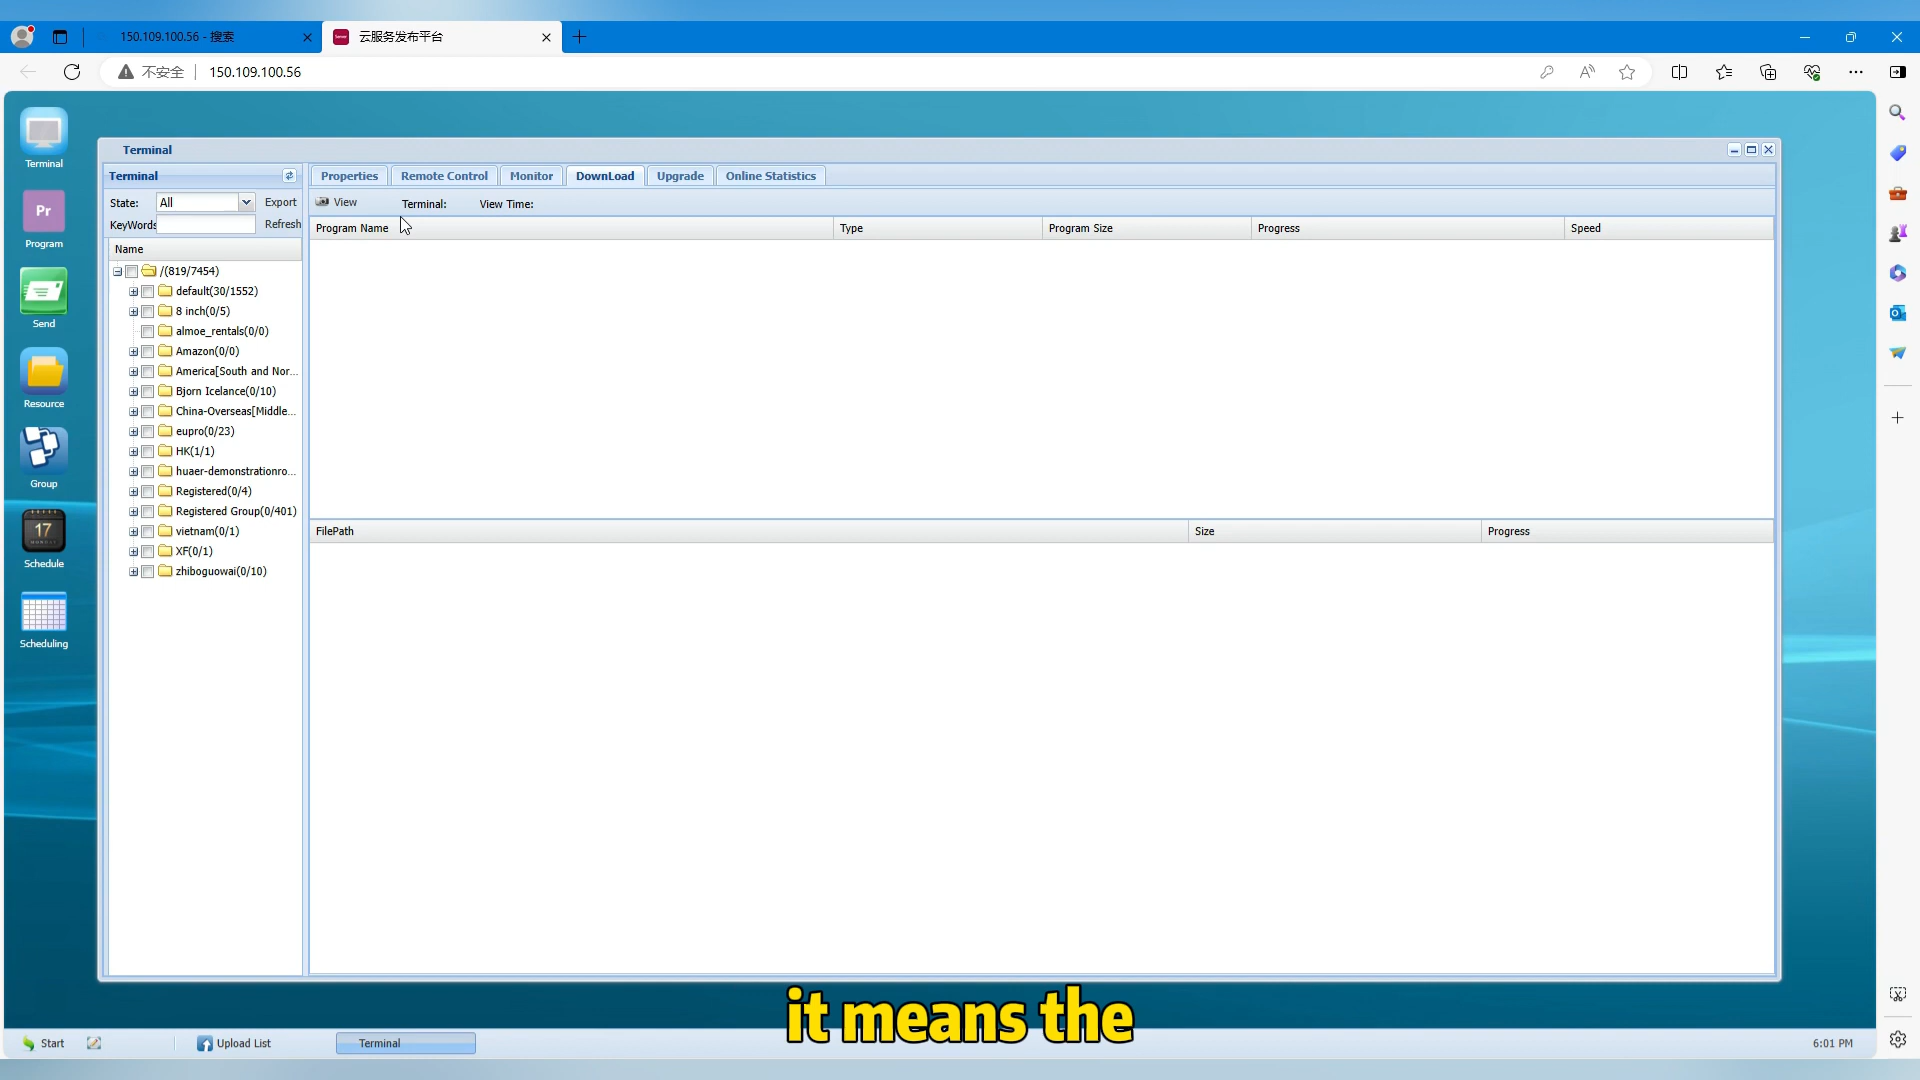 150.109.100.56 - 搜索
云服务发布平台
不安全
150.109.100.56
Terminal
Pr
Program
Send
Resource
Group
17
Schedule
Scheduling
Terminal
Terminal
State:
All
Export
KeyWords
Refresh
Name
/(819/7454)
default(30/1552)
8 inch(0/5)
almoe_rentals(0/0)
Amazon(0/0)
America[South and Nor...
Bjorn Icelance(0/10)
China-Overseas[Middle...
eupro(0/23)
HK(1/1)
huaer-demonstrationro...
Registered(0/4)
Registered Group(0/401)
vietnam(0/1)
XF(0/1)
zhiboguowai(0/10)
Properties
Remote Control
Monitor
DownLoad
Upgrade
Online Statistics
View
Terminal:
View Time:
Program Name
Type
Program Size
Progress
Speed
FilePath
Size
Progress
it means the
Start
Upload List
Terminal
6:01 PM